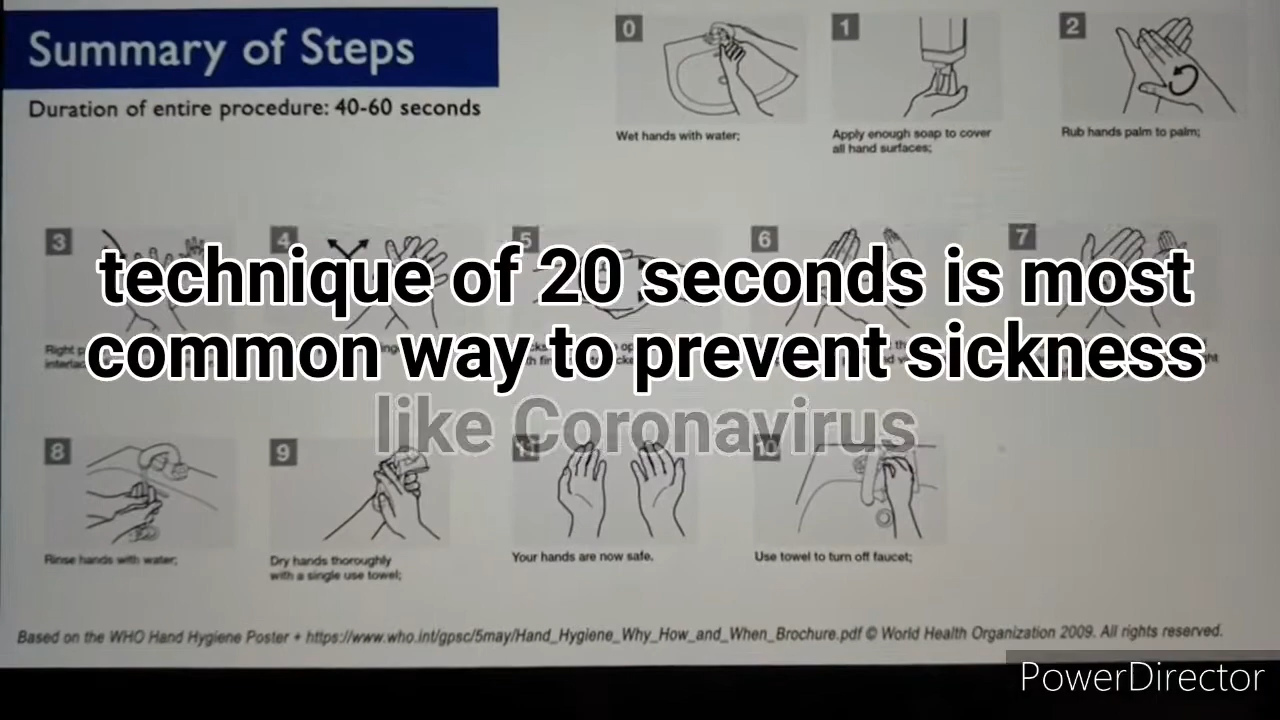 Summary of Steps
Duration of entire procedure: 40-60 seconds
0
Wet hands with water;
1
Apply enough soap to cover
all hand surfaces;
2
Rub hands palm to palm;
3
4
5
6
7
technique of 20 seconds is most
common way to prevent sickness
like Coronavirus
Right
8
Rinse hands with water;
9
Dry hands thoroughly
with a single use towel;
11
Your hands are now safe.
10
Use towel to turn off faucet;
Based on the WHO Hand Hygiene Poster + https://www.who.int/gpsc/5may/Hand_Hygiene_Why_How_and_When_Brochure.pdf © World Health Organization 2009. All rights reserved.
PowerDirector